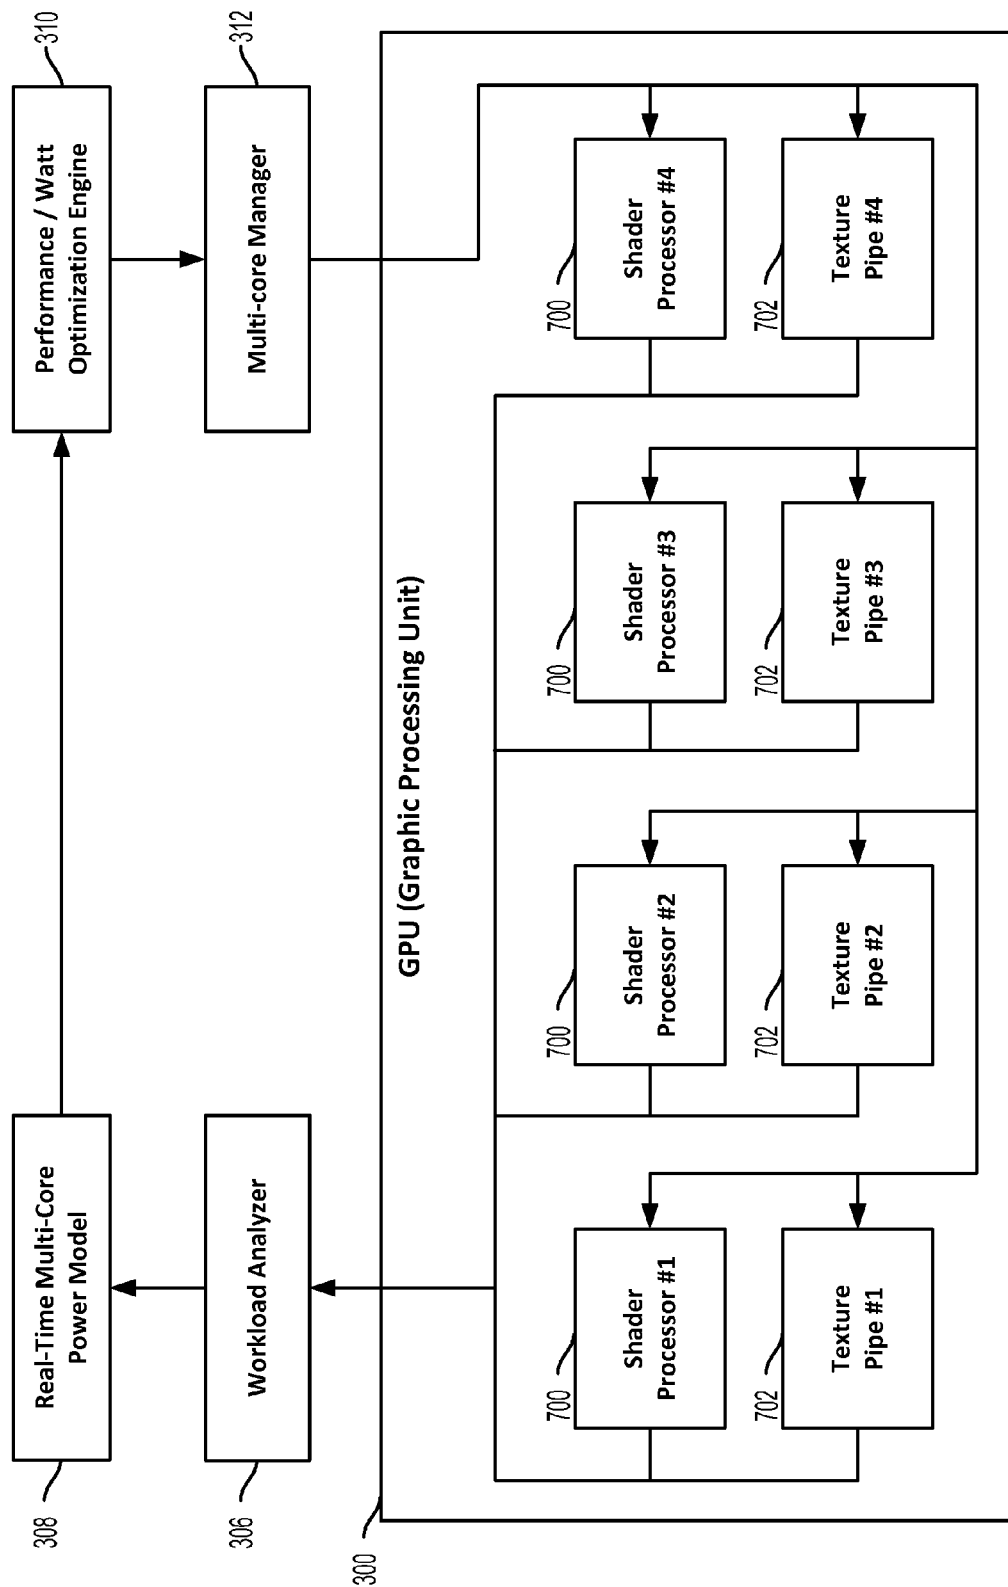 308
Real-Time Multi-Core
Power Model
Performance / Watt
Optimization Engine
310
306
Workload Analyzer
Multi-core Manager
312
300
GPU (Graphic Processing Unit)
700
Shader
Processor #1
700
Shader
Processor #2
700
Shader
Processor #3
700
Shader
Processor #4
702
Texture
Pipe #1
702
Texture
Pipe #2
702
Texture
Pipe #3
702
Texture
Pipe #4